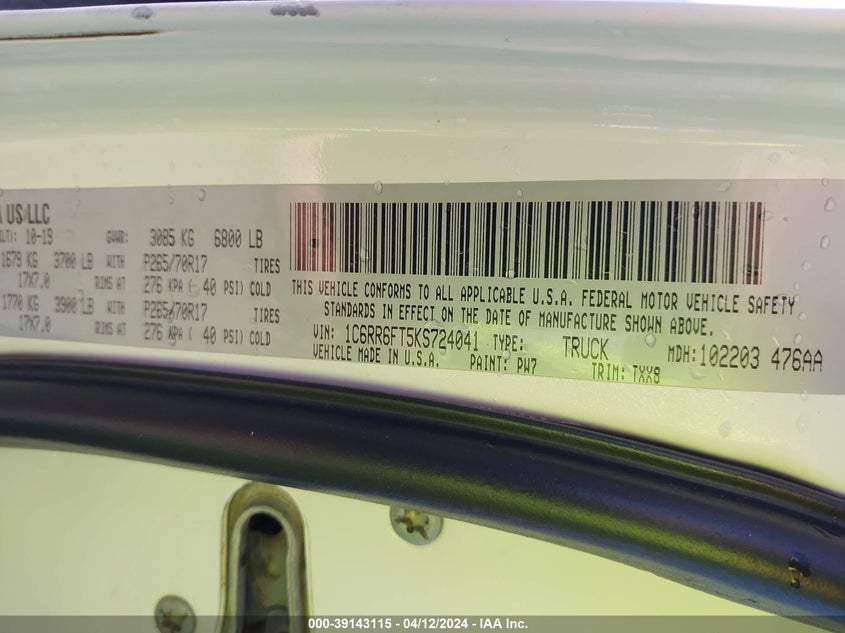 A US LLC
LT): 10-19 GVWR: 3085 KG 6800 LB
1679 KG 3700 LB WITH P265/70R17 TIRES
17X7.0 RIMS AT 276 KPA ( 40 PSI) COLD
1770 KG 3900 LB WITH P265/70R17 TIRES
17X7.0 RIMS AT 276 KPA ( 40 PSI) COLD
THIS VEHICLE CONFORMS TO ALL APPLICABLE U.S.A. FEDERAL MOTOR VEHICLE SAFETY
STANDARDS IN EFFECT ON THE DATE OF MANUFACTURE SHOWN ABOVE.
VIN: 1C6RR6FT5KS724041 TYPE: TRUCK MDH: 102203 476AA
VEHICLE MADE IN U.S.A. PAINT: PW7 TRIM: TXX8
000-39143115 - 04/12/2024 - IAA Inc.